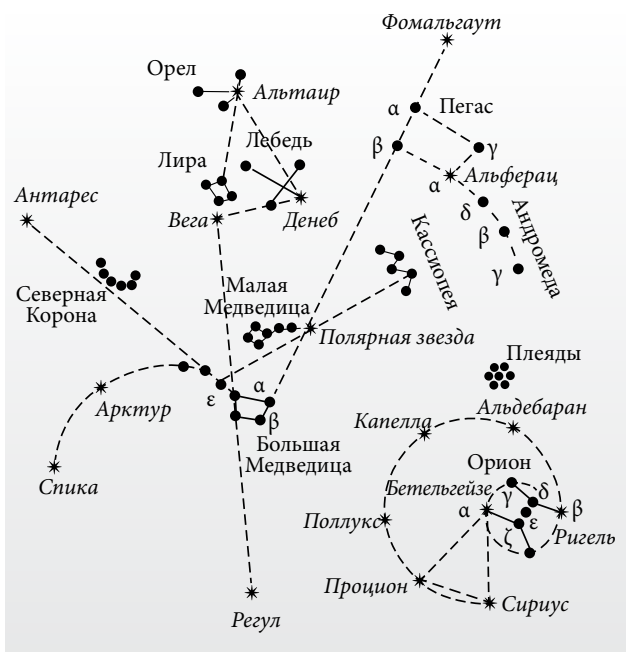 Фомальгаут
Орел
Альтаир
α
Пегас
Лебедь
β
γ
Лира
α
Альферац
Антарес
Вега
Денеб
δ
Андромеда
β
Кассиопея
γ
Малая
Медведица
Северная
Корона
Полярная звезда
Плеяды
ε
α
Арктур
β
Альдебаран
Капелла
Большая
Медведица
Орион
Спика
Бетельгейзе
γ
δ
α
β
ε
Поллукс
ζ
Ригель
Процион
Сириус
Регул